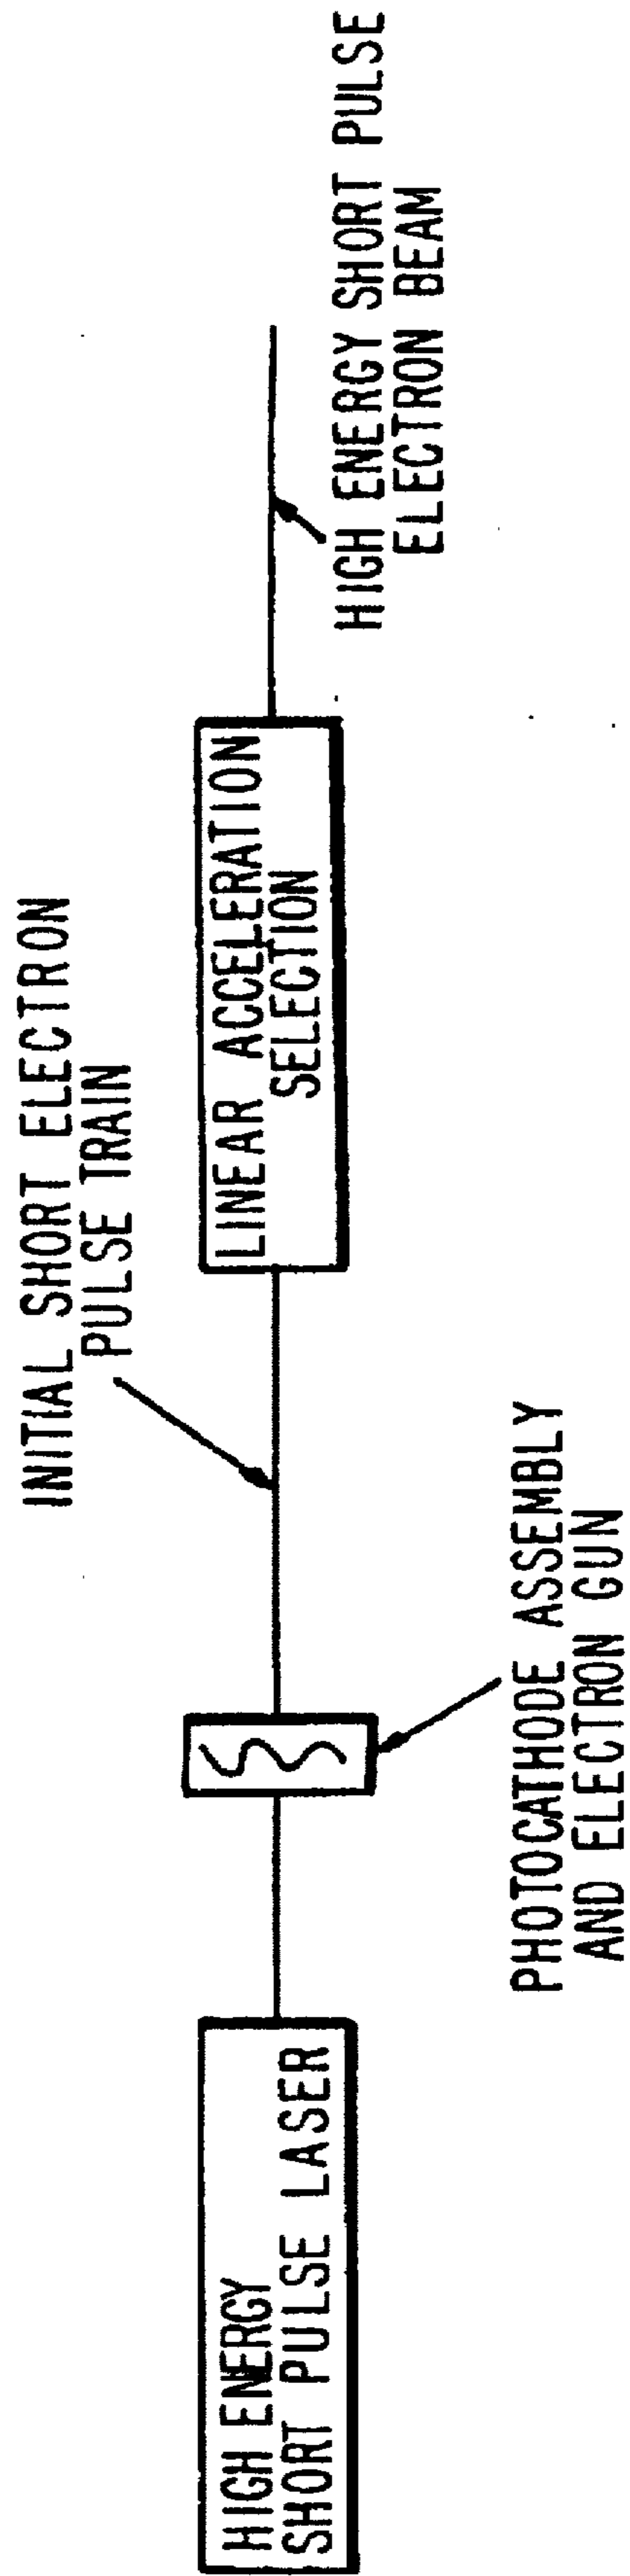 HIGH ENERGY
SHORT PULSE LASER
PHOTOCATHODE ASSEMBLY
AND ELECTRON GUN
INITIAL SHORT ELECTRON
PULSE TRAIN
LINEAR ACCELERATION
SELECTION
HIGH ENERGY SHORT PULSE
ELECTRON BEAM